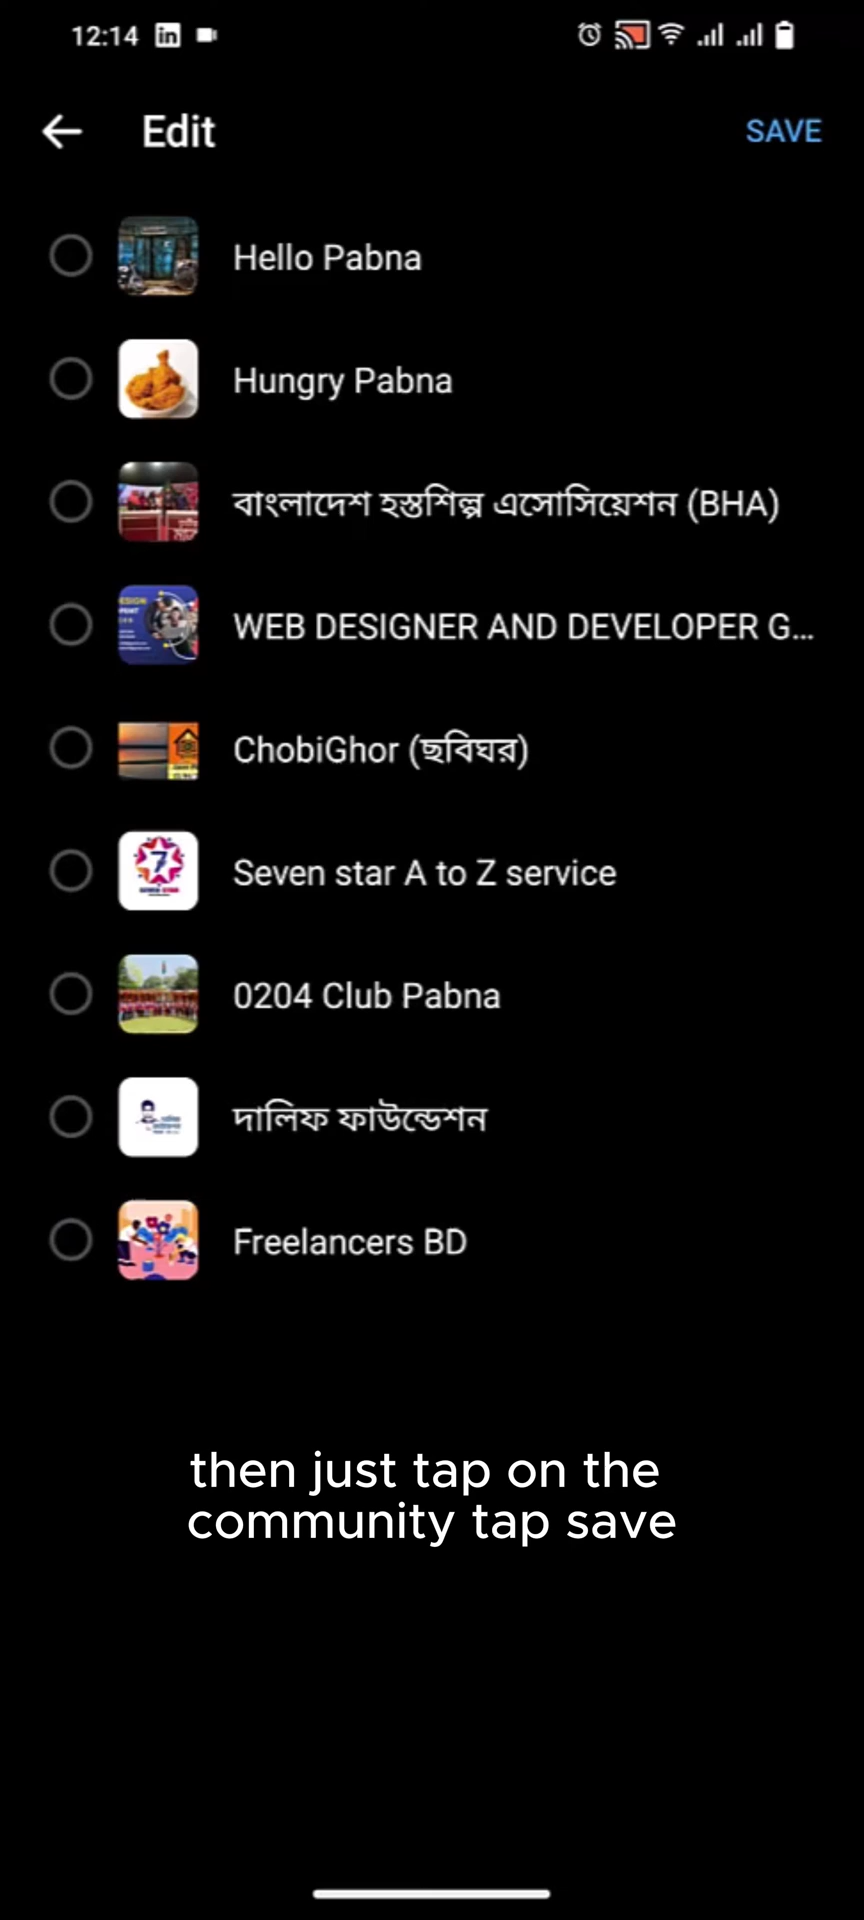 12:14
Edit
SAVE
Hello Pabna
Hungry Pabna
বাংলাদেশ হস্তশিল্প এসোসিয়েশন (BHA)
WEB DESIGNER AND DEVELOPER G...
ChobiGhor (ছবিঘর)
Seven star A to Z service
0204 Club Pabna
দালিফ ফাউন্ডেশন
Freelancers BD
then just tap on the
community tap save